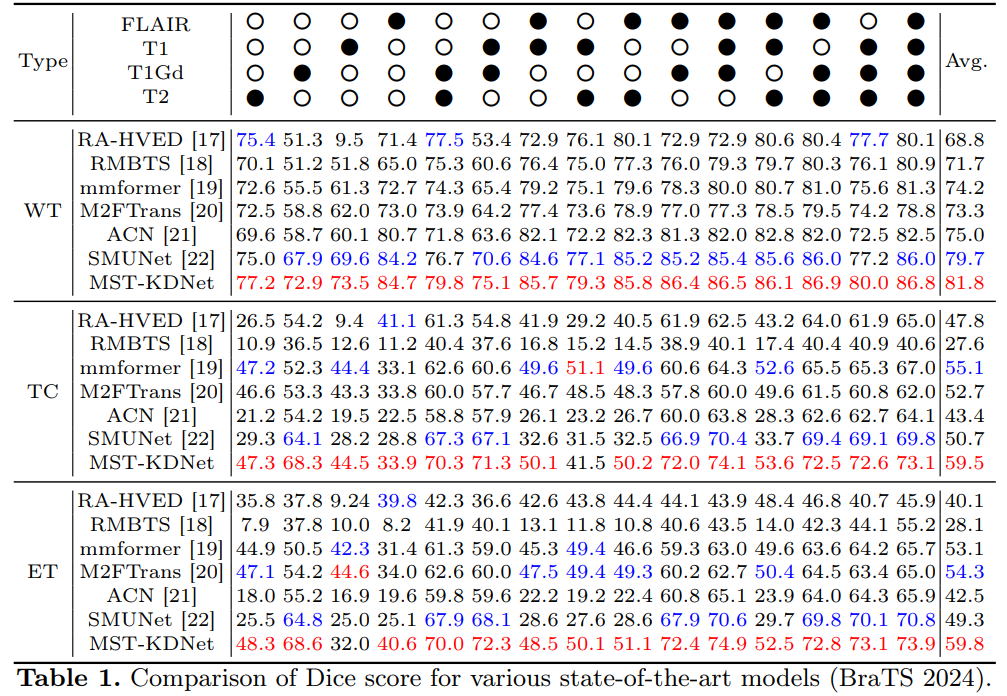 FLAIR ○ ○ ○ ● ○ ○ ● ○ ● ● ● ● ● ○ ●
T1 ○ ○ ● ○ ○ ● ● ● ○ ○ ● ● ○ ● ●
Type Avg.
T1Gd ○ ● ○ ○ ● ● ○ ○ ○ ● ● ○ ● ● ●
T2 ● ○ ○ ○ ● ○ ○ ● ● ○ ○ ● ● ● ●
RA-HVED [17] 75.4 51.3 9.5 71.4 77.5 53.4 72.9 76.1 80.1 72.9 72.9 80.6 80.4 77.7 80.1 68.8
RMBTS [18] 70.1 51.2 51.8 65.0 75.3 60.6 76.4 75.0 77.3 76.0 79.3 79.7 80.3 76.1 80.9 71.7
mmformer [19] 72.6 55.5 61.3 72.7 74.3 65.4 79.2 75.1 79.6 78.3 80.0 80.7 81.0 75.6 81.3 74.2
WT M2FTrans [20] 72.5 58.8 62.0 73.0 73.9 64.2 77.4 73.6 78.9 77.0 77.3 78.5 79.5 74.2 78.8 73.3
ACN [21] 69.6 58.7 60.1 80.7 71.8 63.6 82.1 72.2 82.3 81.3 82.0 82.8 82.0 72.5 82.5 75.0
SMUNet [22] 75.0 67.9 69.6 84.2 76.7 70.6 84.6 77.1 85.2 85.2 85.4 85.6 86.0 77.2 86.0 79.7
MST-KDNet 77.2 72.9 73.5 84.7 79.8 75.1 85.7 79.3 85.8 86.4 86.5 86.1 86.9 80.0 86.8 81.8
RA-HVED [17] 26.5 54.2 9.4 41.1 61.3 54.8 41.9 29.2 40.5 61.9 62.5 43.2 64.0 61.9 65.0 47.8
RMBTS [18] 10.9 36.5 12.6 11.2 40.4 37.6 16.8 15.2 14.5 38.9 40.1 17.4 40.4 40.9 40.6 27.6
mmformer [19] 47.2 52.3 44.4 33.1 62.6 60.6 49.6 51.1 49.6 60.6 64.3 52.6 65.5 65.3 67.0 55.1
TC M2FTrans [20] 46.6 53.3 43.3 33.8 60.0 57.7 46.7 48.5 48.3 57.8 60.0 49.6 61.5 60.8 62.0 52.7
ACN [21] 21.2 54.2 19.5 22.5 58.8 57.9 26.1 23.2 26.7 60.0 63.8 28.3 62.6 62.7 64.1 43.4
SMUNet [22] 29.3 64.1 28.2 28.8 67.3 67.1 32.6 31.5 32.5 66.9 70.4 33.7 69.4 69.1 69.8 50.7
MST-KDNet 47.3 68.3 44.5 33.9 70.3 71.3 50.1 41.5 50.2 72.0 74.1 53.6 72.5 72.6 73.1 59.5
RA-HVED [17] 35.8 37.8 9.24 39.8 42.3 36.6 42.6 43.8 44.4 44.1 43.9 48.4 46.8 40.7 45.9 40.1
RMBTS [18] 7.9 37.8 10.0 8.2 41.9 40.1 13.1 11.8 10.8 40.6 43.5 14.0 42.3 44.1 55.2 28.1
mmformer [19] 44.9 50.5 42.3 31.4 61.3 59.0 45.3 49.4 46.6 59.3 63.0 49.6 63.6 64.2 65.7 53.1
ET M2FTrans [20] 47.1 54.2 44.6 34.0 62.6 60.0 47.5 49.4 49.3 60.2 62.7 50.4 64.5 63.4 65.0 54.3
ACN [21] 18.0 55.2 16.9 19.6 59.8 59.6 22.2 19.2 22.4 60.8 65.1 23.9 64.0 64.3 65.9 42.5
SMUNet [22] 25.5 64.8 25.0 25.1 67.9 68.1 28.6 27.6 28.6 67.9 70.6 29.7 69.8 70.1 70.8 49.3
MST-KDNet 48.3 68.6 32.0 40.6 70.0 72.3 48.5 50.1 51.1 72.4 74.9 52.5 72.8 73.1 73.9 59.8
Table 1. Comparison of Dice score for various state-of-the-art models (BraTS 2024).